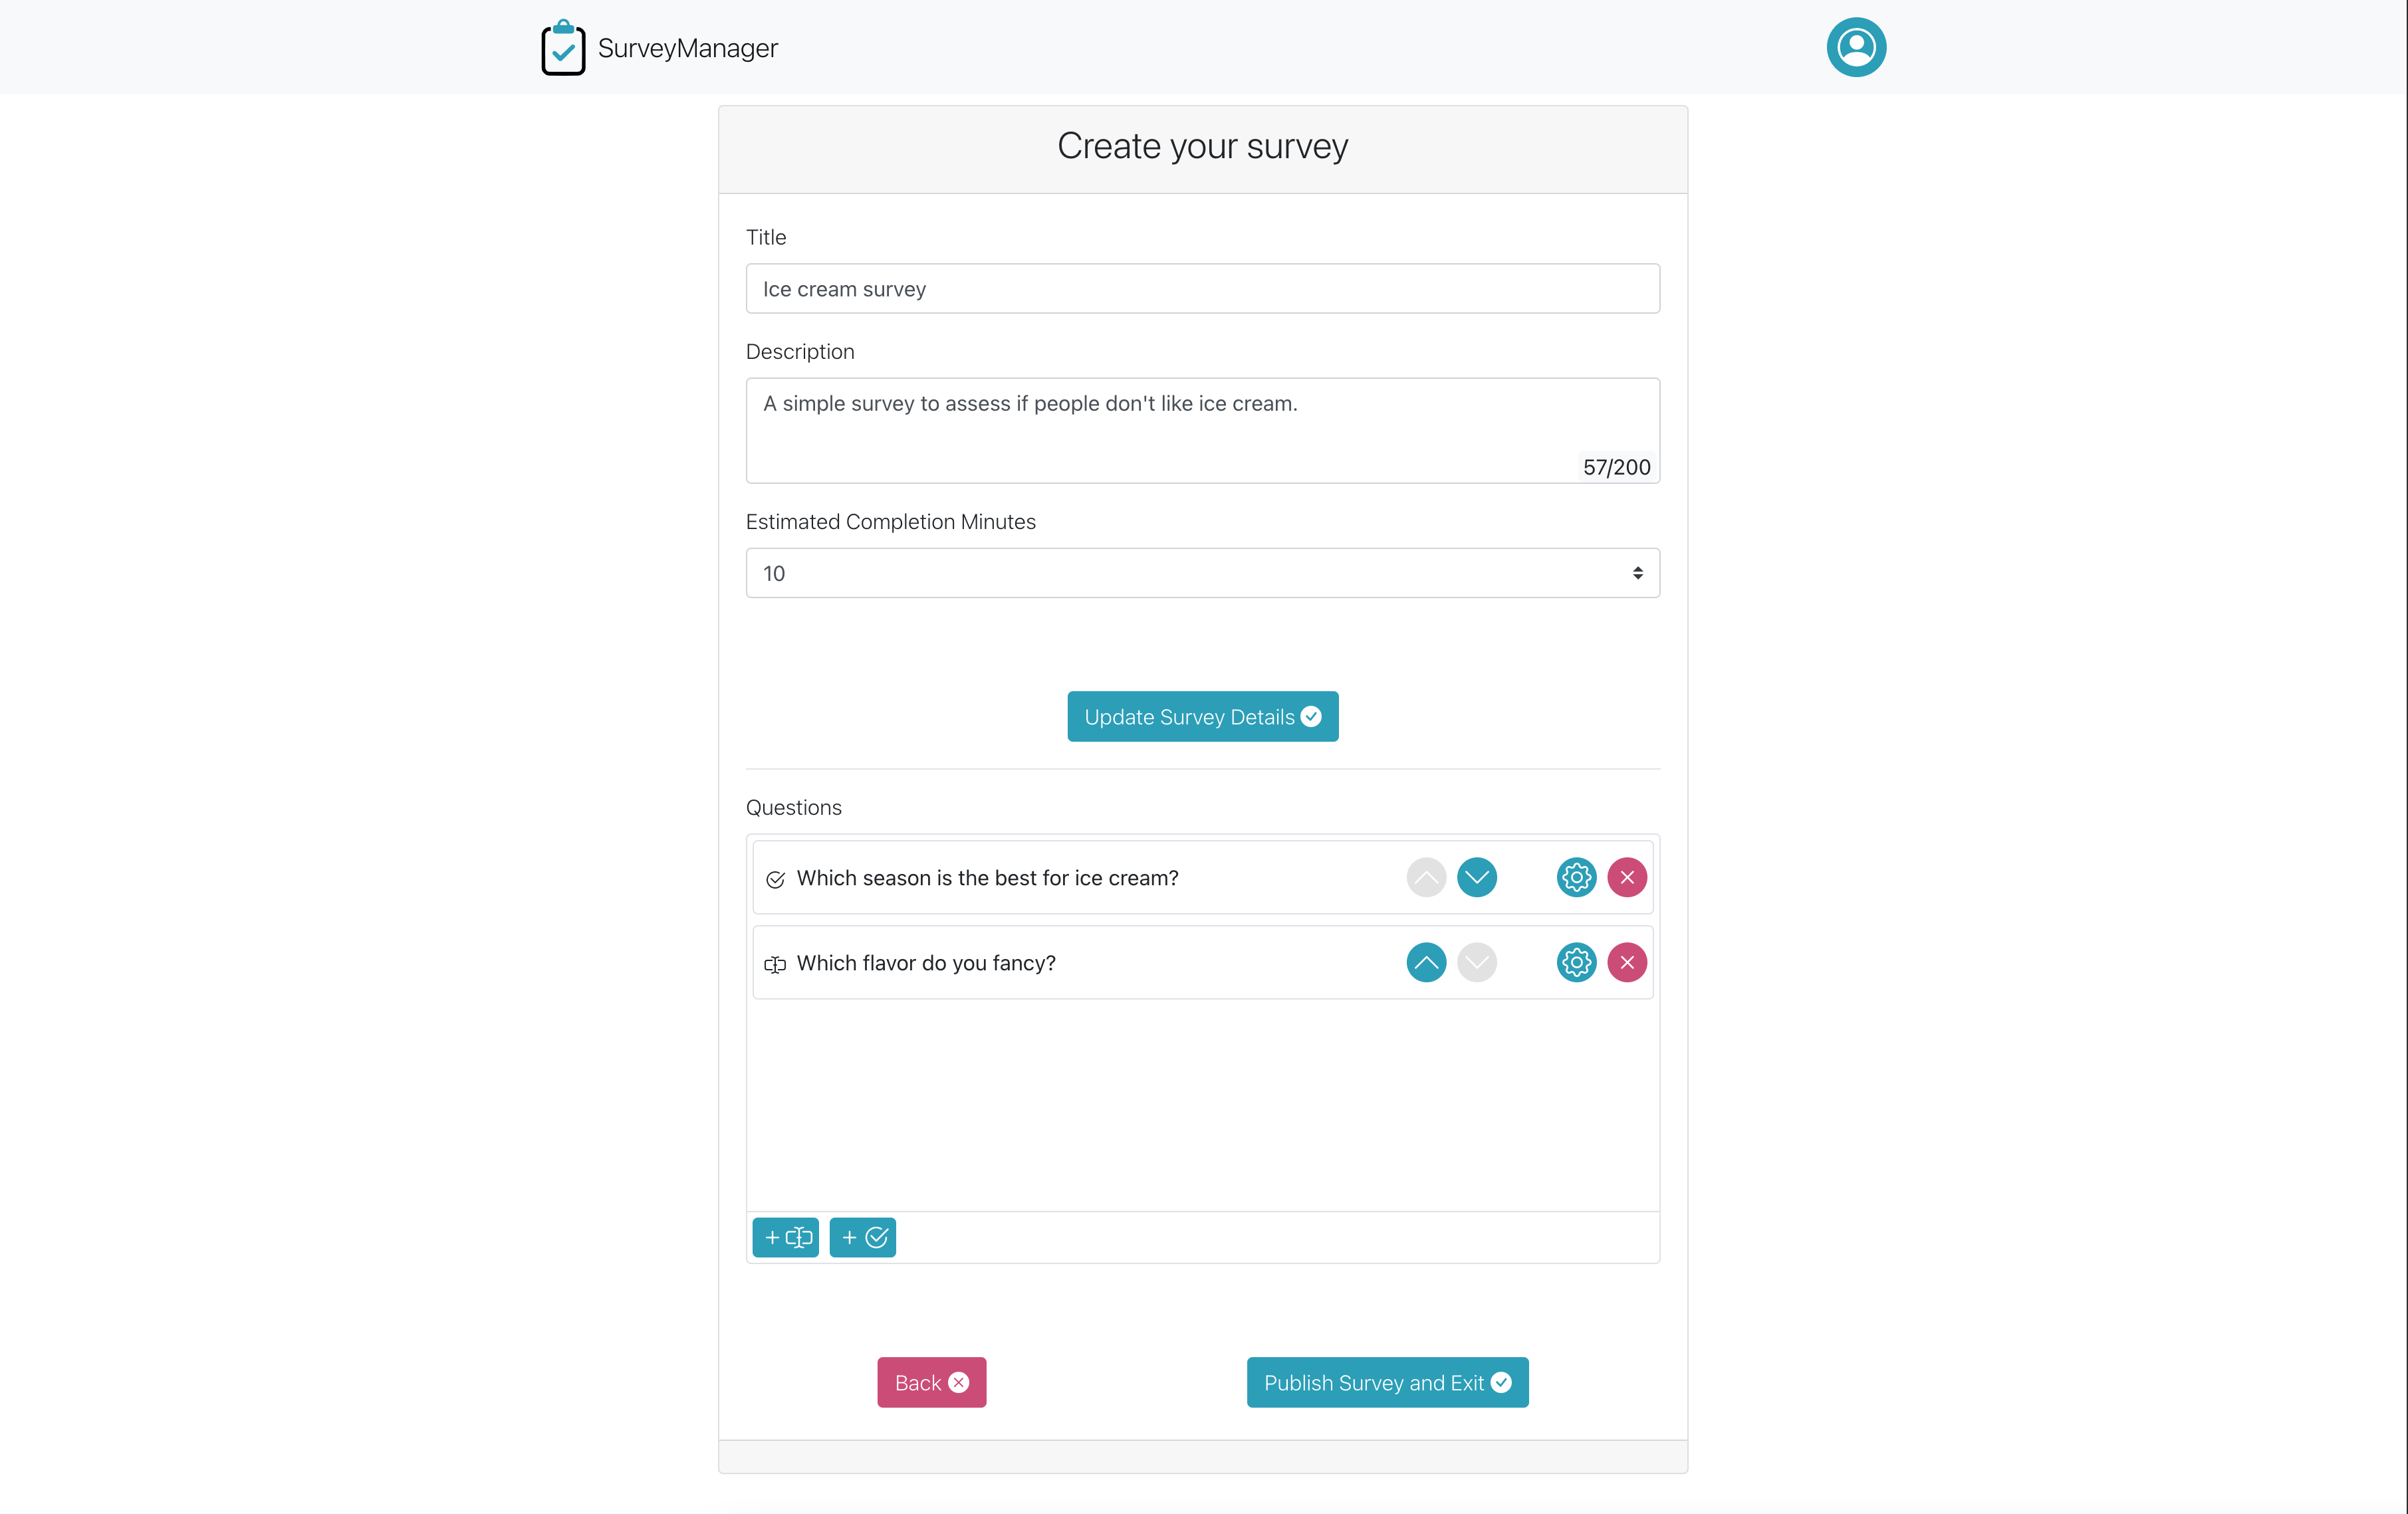 SurveyManager
Create your survey
Title
Ice cream survey
Description
A simple survey to assess if people don't like ice cream.
57/200
Estimated Completion Minutes
10
Update Survey Details
Questions
Which season is the best for ice cream?
Which flavor do you fancy?
Back
Publish Survey and Exit